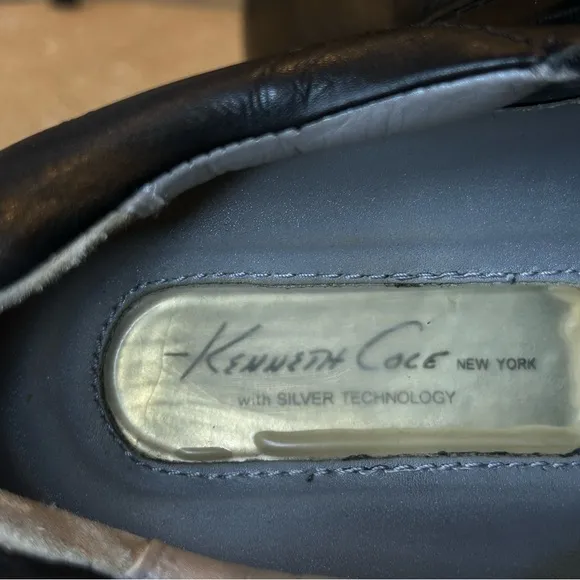 Kenneth Cole NEW YORK
with SILVER TECHNOLOGY